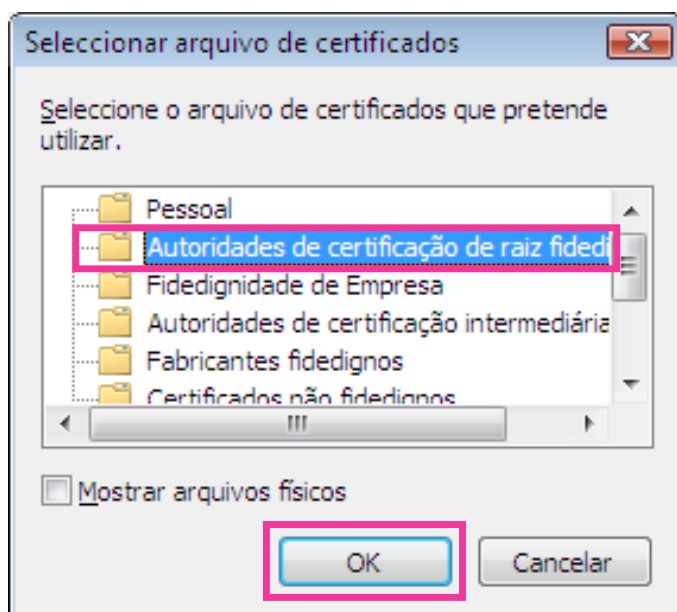 Seleccionar arquivo de certificados
Seleccione o arquivo de certificados que pretende
utilizar.
Pessoal
Autoridades de certificação de raiz fidedi
Fidedignidade de Empresa
Autoridades de certificação intermediária
Fabricantes fidedignos
Certificados não fidedignos
Mostrar arquivos físicos
OK
Cancelar